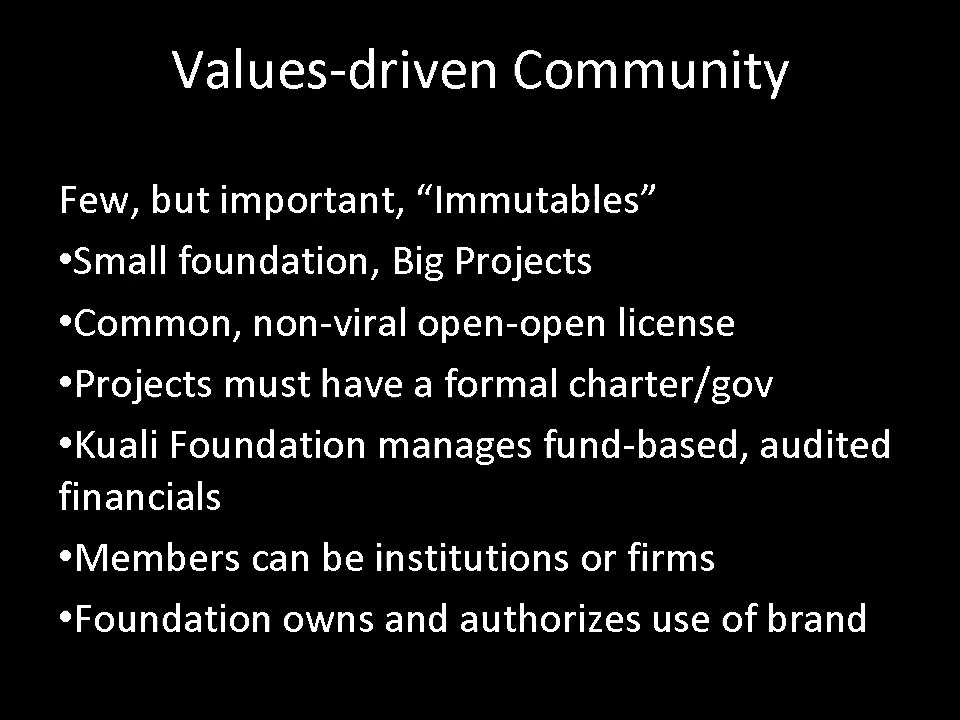 Values-driven Community
Few, but important, “Immutables”
•Small foundation, Big Projects
•Common, non-viral open-open license
•Projects must have a formal charter/gov
•Kuali Foundation manages fund-based, audited
financials
•Members can be institutions or firms
•Foundation owns and authorizes use of brand